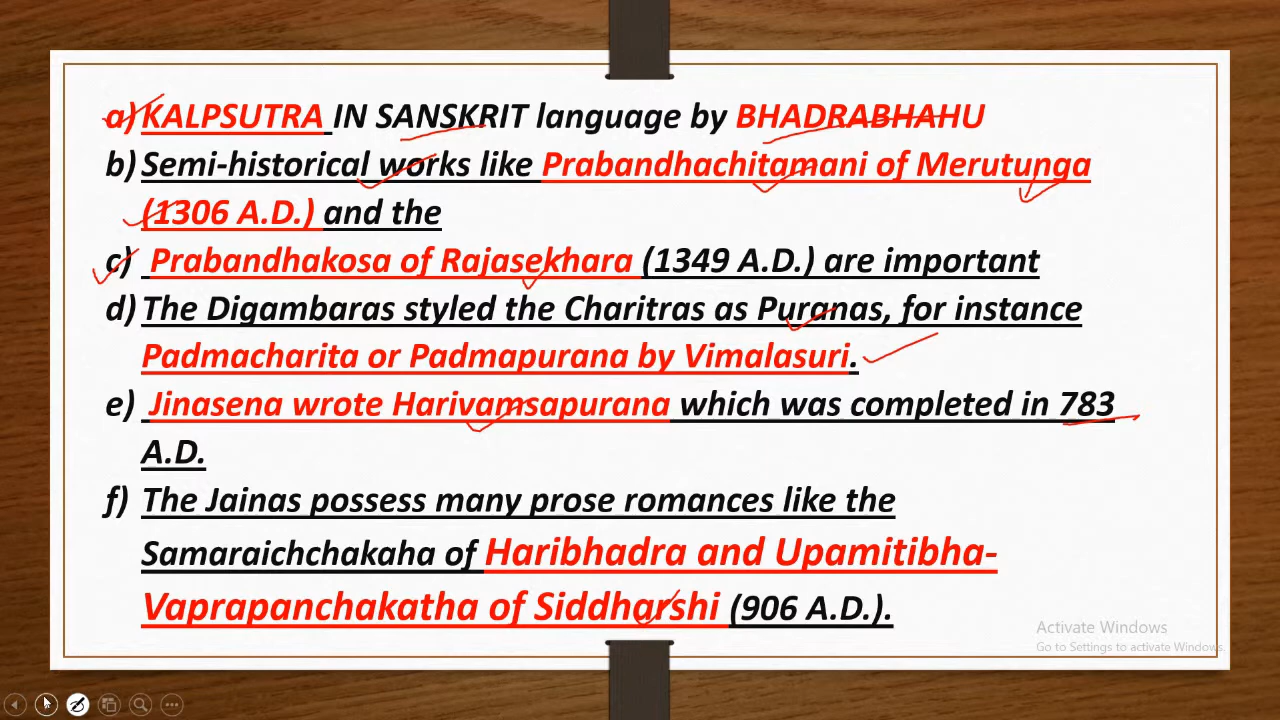 a) KALPSUTRA IN SANSKRIT language by BHADRABHAHU
b) Semi-historical works like Prabandhachitamani of Merutunga
(1306 A.D.) and the
c) Prabandhakosa of Rajasekhara (1349 A.D.) are important
d) The Digambaras styled the Charitras as Puranas, for instance
Padmacharita or Padmapurana by Vimalasuri.
e) Jinasena wrote Harivamsapurana which was completed in 783
A.D.
f) The Jainas possess many prose romances like the
Samaraichchakaha of Haribhadra and Upamitibha-
Vaprapanchakatha of Siddharshi (906 A.D.).
Activate Windows
Go to Settings to activate Windows.